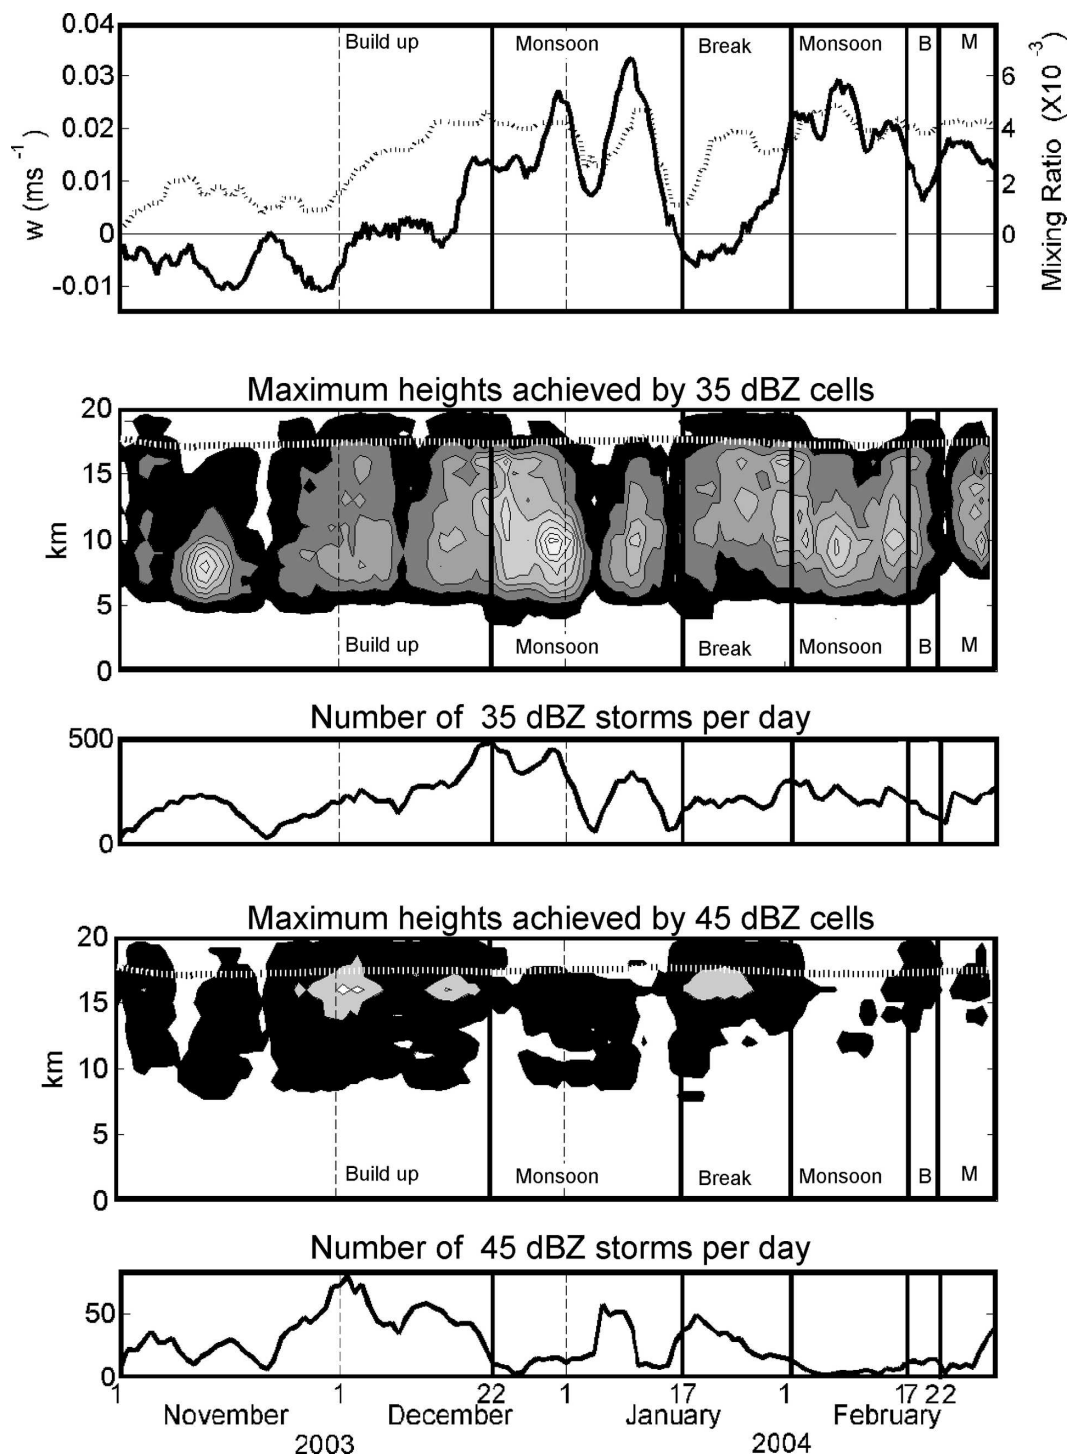 0.04
0.03
0.02
0.01
0
-0.01
w (ms⁻¹)
Build up
Monsoon
Break
Monsoon
B
M
6
4
2
0
Mixing Ratio (X10⁻³)
Maximum heights achieved by 35 dBZ cells
20
15
10
5
0
km
Build up
Monsoon
Break
Monsoon
B
M
Number of 35 dBZ storms per day
500
0
Maximum heights achieved by 45 dBZ cells
20
15
10
5
0
km
Build up
Monsoon
Break
Monsoon
B
M
Number of 45 dBZ storms per day
50
0
1 1 22 1 17 1 17 22
November December January February
2003 2004